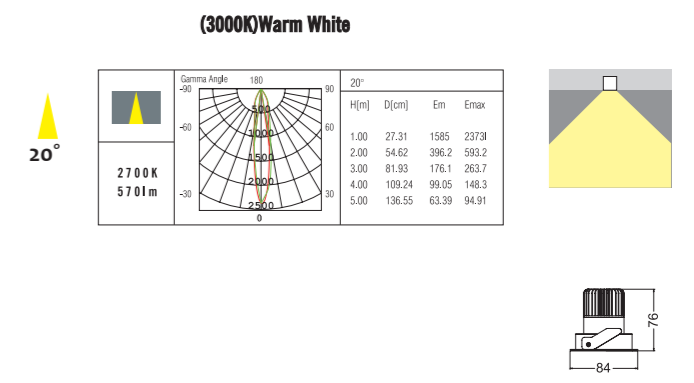 (3000K)Warm White
20°
2700K
570lm
Gamma Angle 180
-90 90
-60 60
-30 30
0
500
1000
1500
2000
2500
20°
H[m] D[cm] Em Emax
1.00 27.31 1585 2373l
2.00 54.62 396.2 593.2
3.00 81.93 176.1 263.7
4.00 109.24 99.05 148.3
5.00 136.55 63.39 94.91
76
84